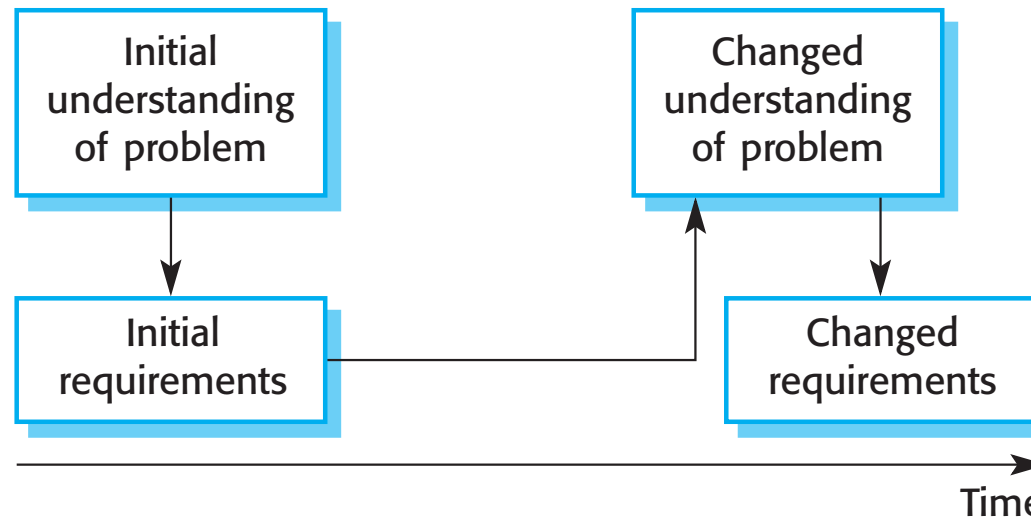 Initial
understanding
of problem
Changed
understanding
of problem
Initial
requirements
Changed
requirements
Time